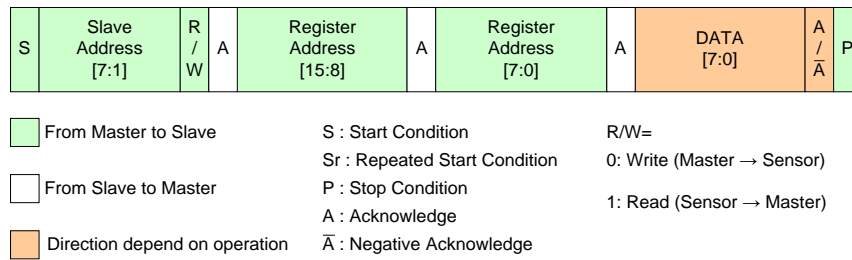 S
Slave
Address
[7:1]
R
/
W
A
Register
Address
[15:8]
A
Register
Address
[7:0]
A
DATA
[7:0]
A
/
A̅
P
From Master to Slave
From Slave to Master
Direction depend on operation
S : Start Condition
Sr : Repeated Start Condition
P : Stop Condition
A : Acknowledge
A̅ : Negative Acknowledge
R/W=
0: Write (Master → Sensor)
1: Read (Sensor → Master)